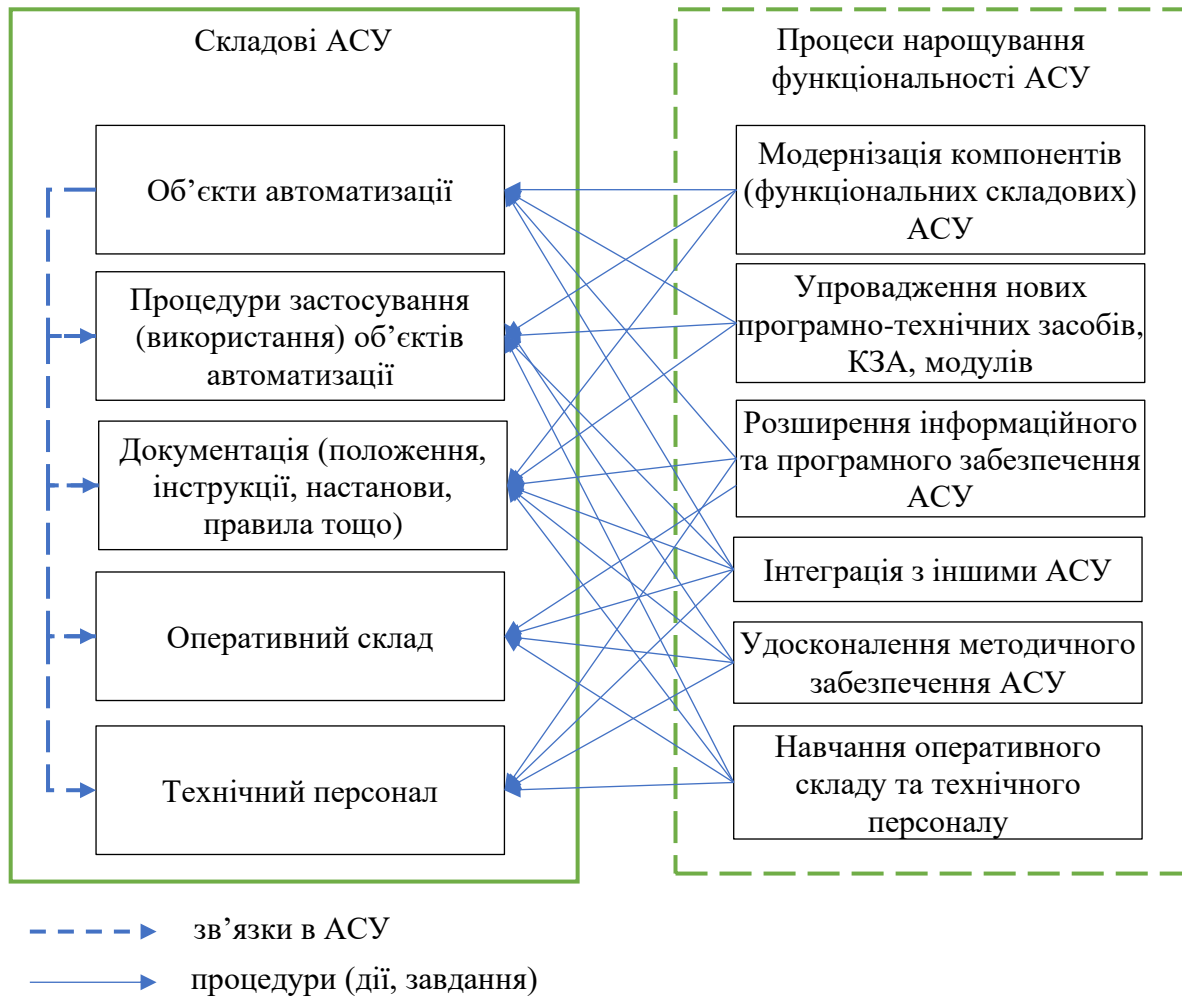 Складові АСУ
Об’єкти автоматизації
Процедури застосування
(використання) об’єктів
автоматизації
Документація (положення,
інструкції, настанови,
правила тощо)
Оперативний склад
Технічний персонал
Процеси нарощування
функціональності АСУ
Модернізація компонентів
(функціональних складових)
АСУ
Упровадження нових
програмно-технічних засобів,
КЗА, модулів
Розширення інформаційного
та програмного забезпечення
АСУ
Інтеграція з іншими АСУ
Удосконалення методичного
забезпечення АСУ
Навчання оперативного
складу та технічного
персоналу
зв’язки в АСУ
процедури (дії, завдання)